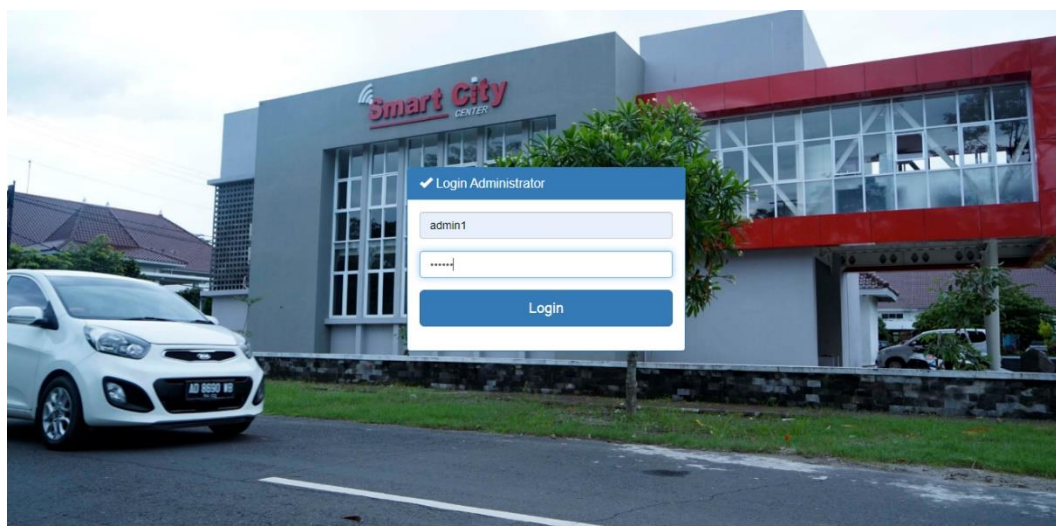 Smart City
CENTER
Login Administrator
admin1
••••••
Login
AD 8690 WB